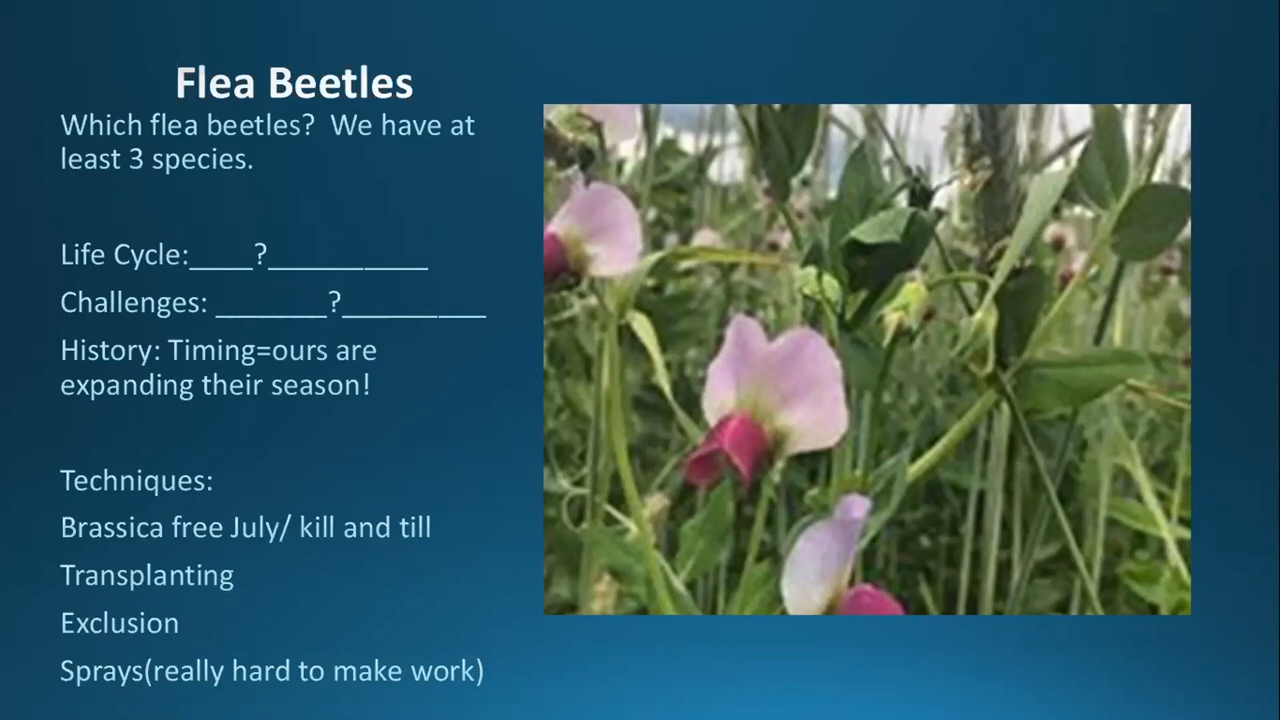 Flea Beetles
Which flea beetles?  We have at
least 3 species.
Life Cycle:____?__________
Challenges: _______?_________
History: Timing=ours are
expanding their season!
Techniques:
Brassica free July/ kill and till
Transplanting
Exclusion
Sprays(really hard to make work)